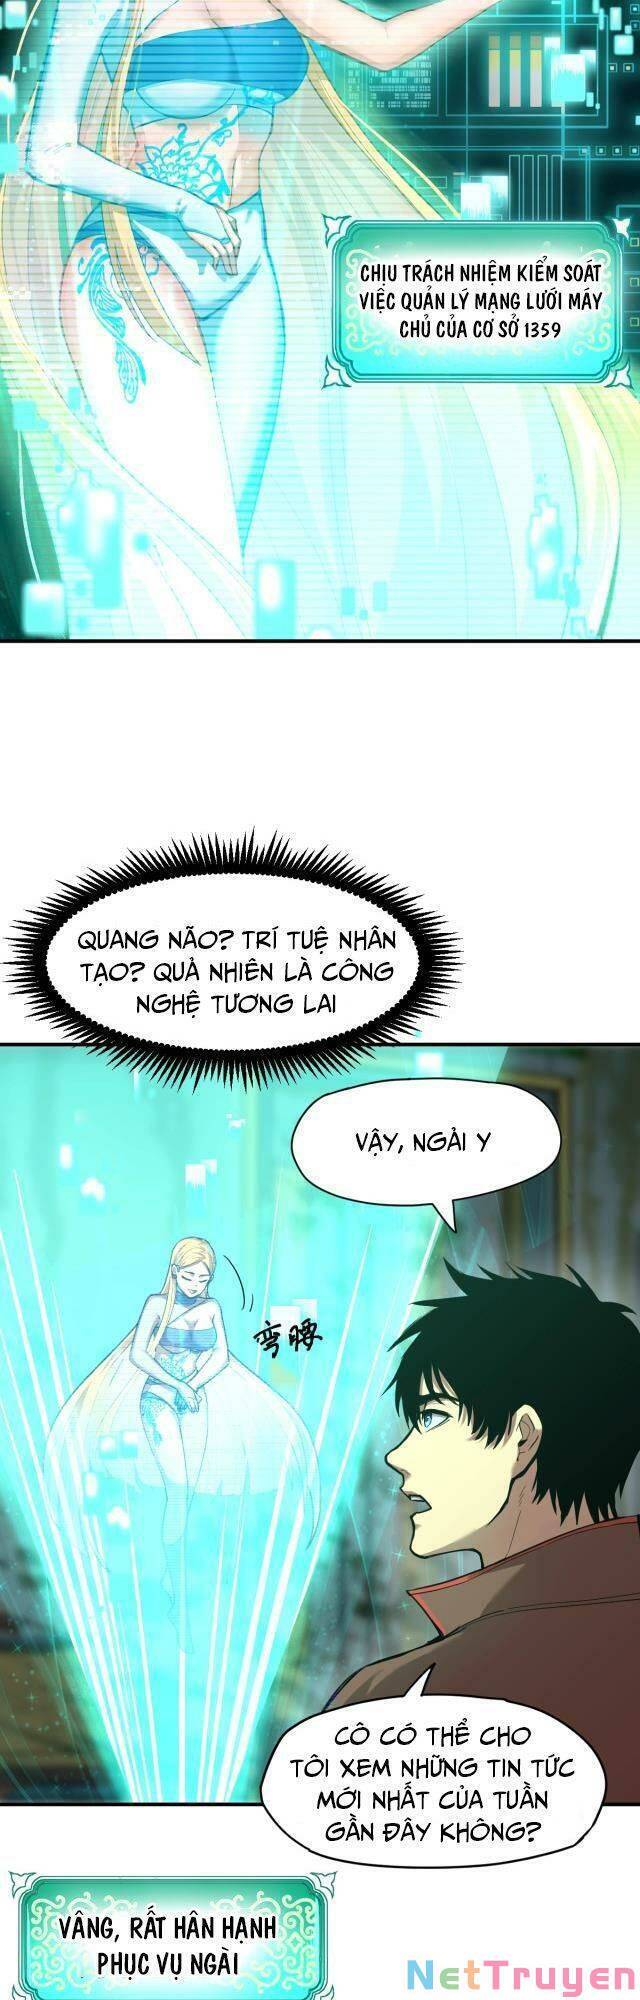 CHỊU TRÁCH NHIỆM KIỂM SOÁT
VIỆC QUẢN LÝ MẠNG LƯỚI MÁY
CHỦ CỦA CƠ SỞ 1359
QUANG NÃO? TRÍ TUỆ NHÂN
TẠO? QUẢ NHIÊN LÀ CÔNG
NGHỆ TƯƠNG LAI
VẬY, NGẢI Y
弯腰
CÔ CÓ THỂ CHO
TÔI XEM NHỮNG TIN TỨC
MỚI NHẤT CỦA TUẦN
GẦN ĐÂY KHÔNG?
VÂNG, RẤT HÂN HẠNH
PHỤC VỤ NGÀI
NetTruyen